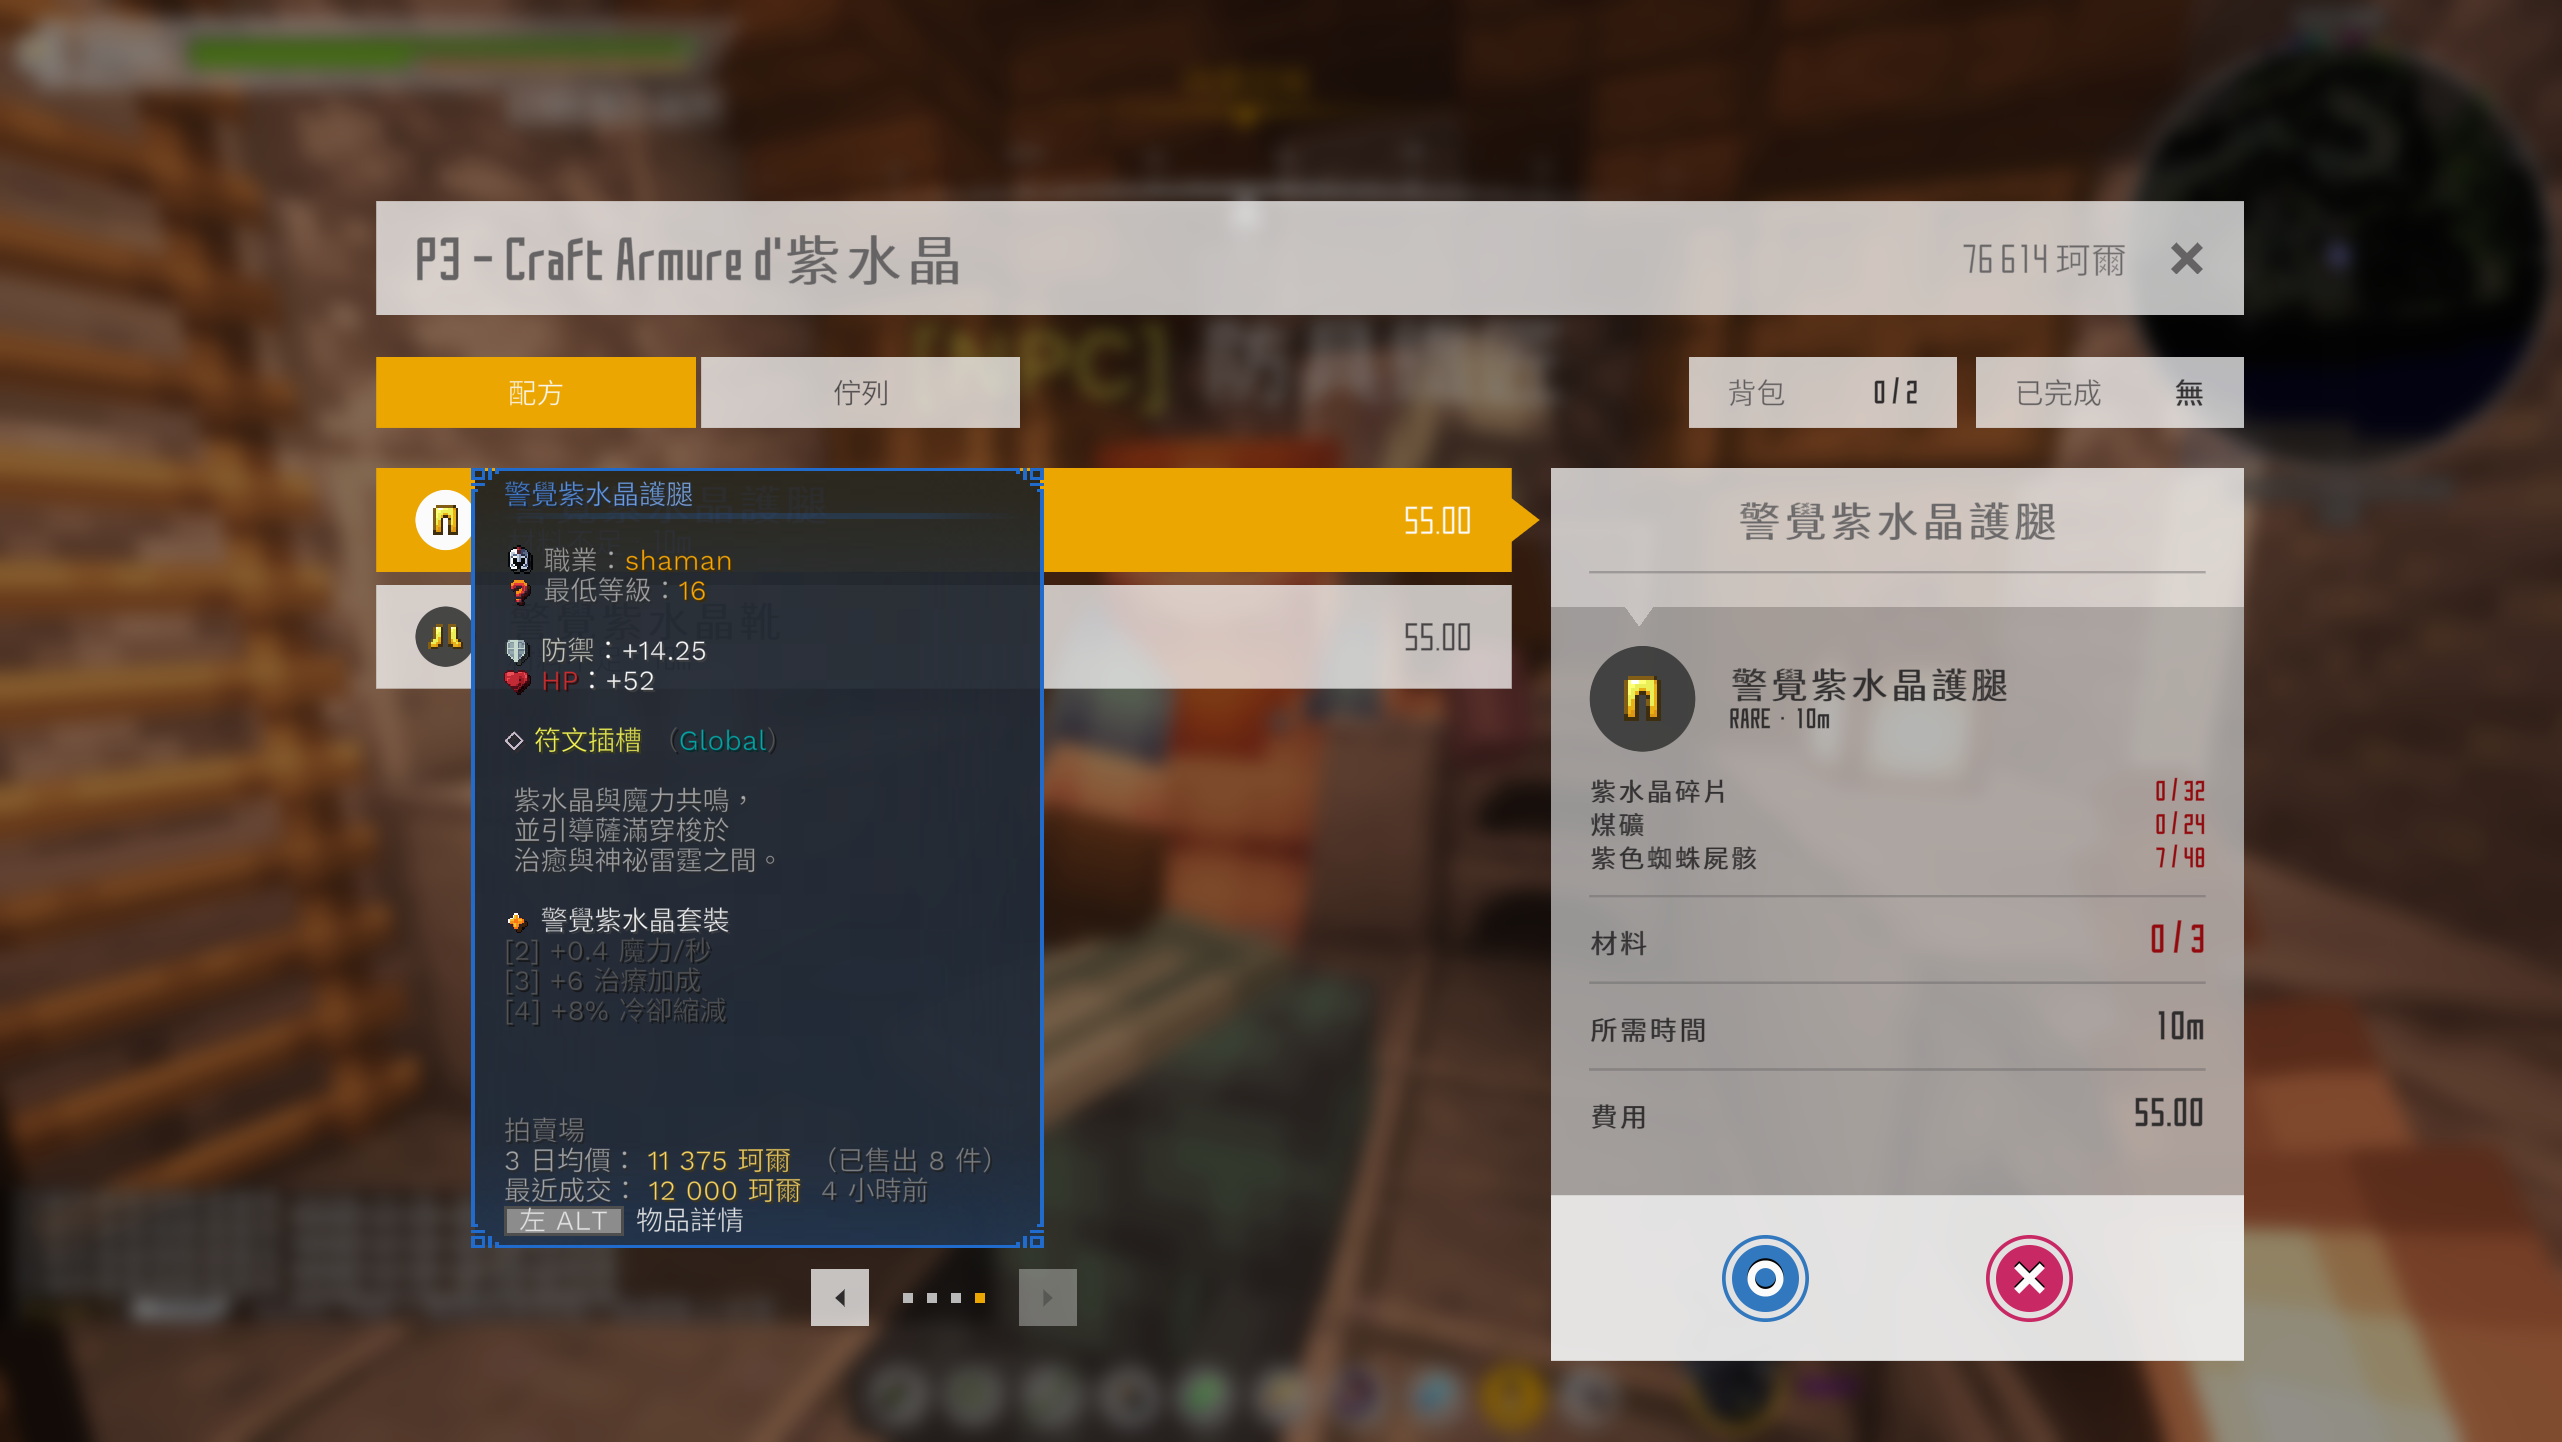 P3 - Craft Armure d'紫水晶
76 614 珂爾
配方
佇列
背包 0/2
已完成 無
55.00
55.00
警覺紫水晶護腿
職業：shaman
最低等級：16
防禦：+14.25
HP：+52
符文插槽 （Global）
紫水晶與魔力共鳴，
並引導薩滿穿梭於
治癒與神祕雷霆之間。
警覺紫水晶套裝
[2] +0.4 魔力/秒
[3] +6 治療加成
[4] +8% 冷卻縮減
拍賣場
3 日均價： 11 375 珂爾 （已售出 8 件）
最近成交： 12 000 珂爾 4 小時前
左 ALT 物品詳情
警覺紫水晶靴
警覺紫水晶護腿
警覺紫水晶護腿
RARE · 10m
紫水晶碎片 0/32
煤礦 0/24
紫色蜘蛛屍骸 7/48
材料 0/3
所需時間 10m
費用 55.00
[NPC]